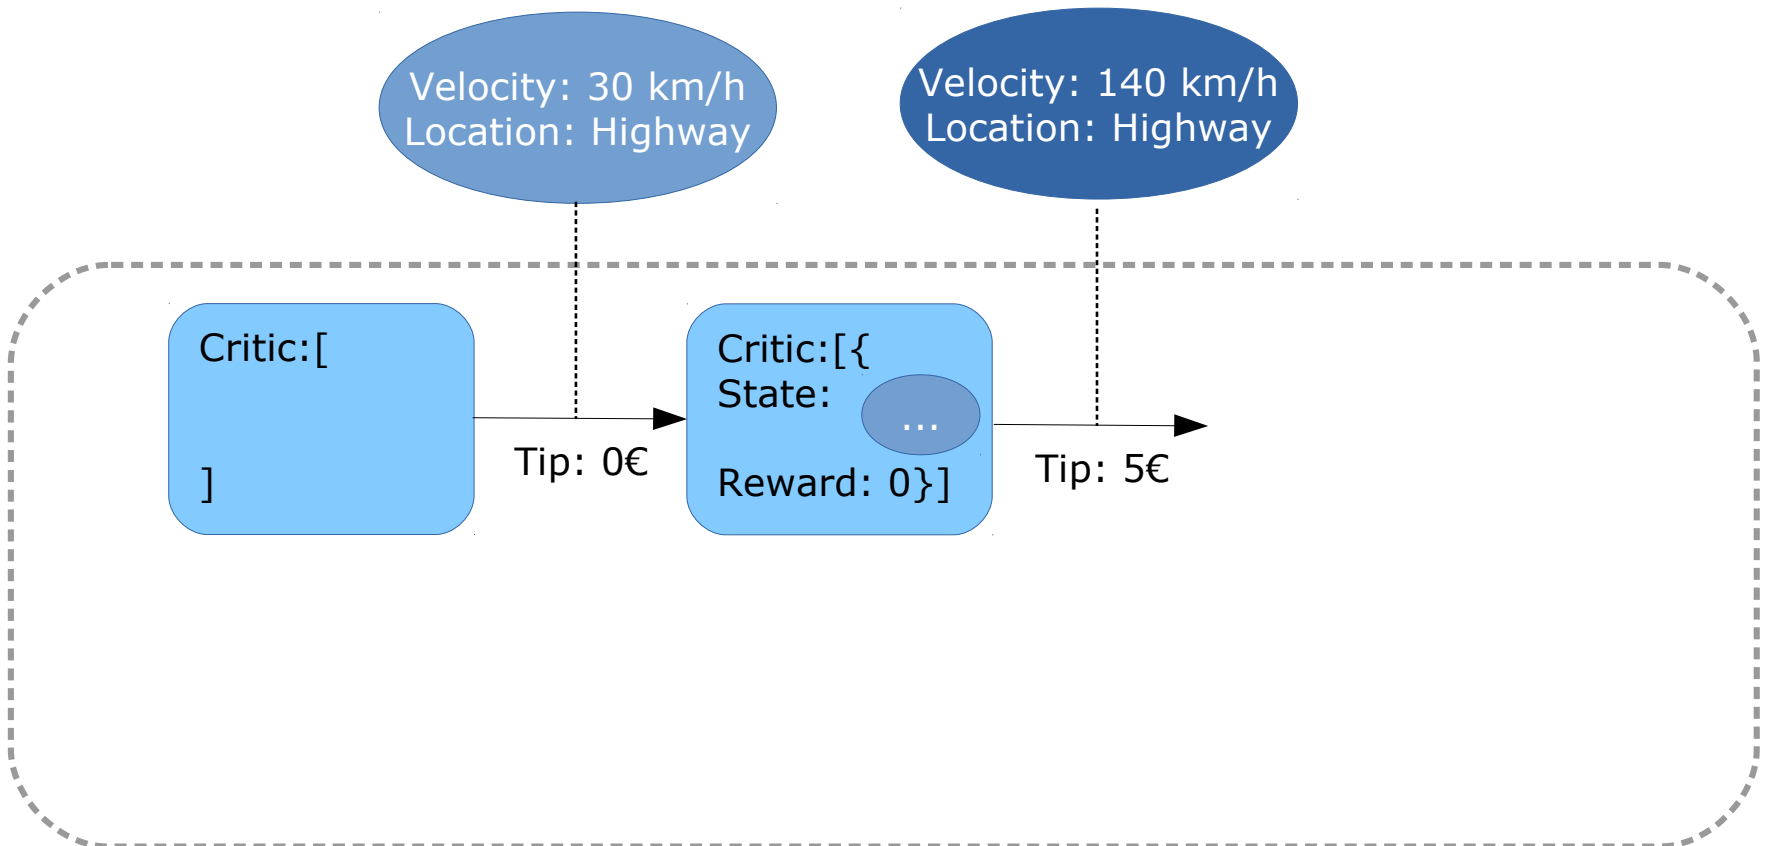 Velocity: 30 km/h
Location: Highway
Velocity: 140 km/h
Location: Highway
Critic:[
]
Tip: 0€
Critic:[{
State:
...
Reward: 0}]
Tip: 5€